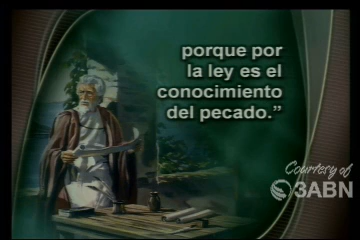 porque por
la ley es el
conocimiento
del pecado.”
Courtesy of
3ABN